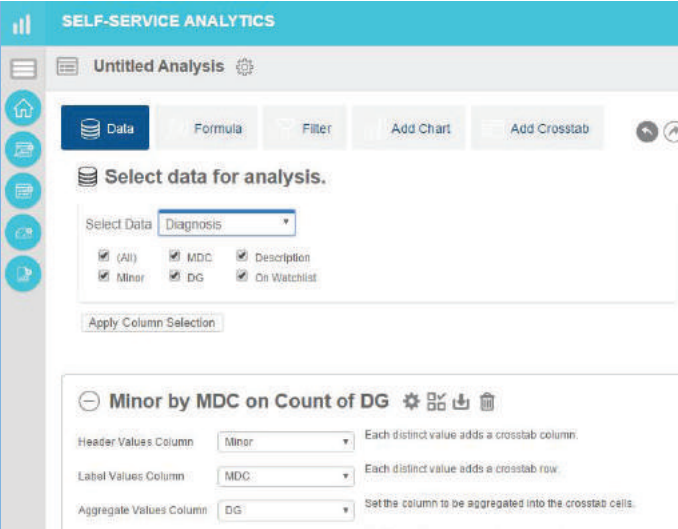 SELF-SERVICE ANALYTICS
Untitled Analysis
Data Formula Filter Add Chart Add Crosstab
Select data for analysis.
Select Data Diagnosis
(All) MDC Description
Minor DG On Watchlist
Apply Column Selection
Minor by MDC on Count of DG
Header Values Column Minor Each distinct value adds a crosstab column.
Label Values Column MDC Each distinct value adds a crosstab row.
Aggregate Values Column DG Set the column to be aggregated into the crosstab cells.